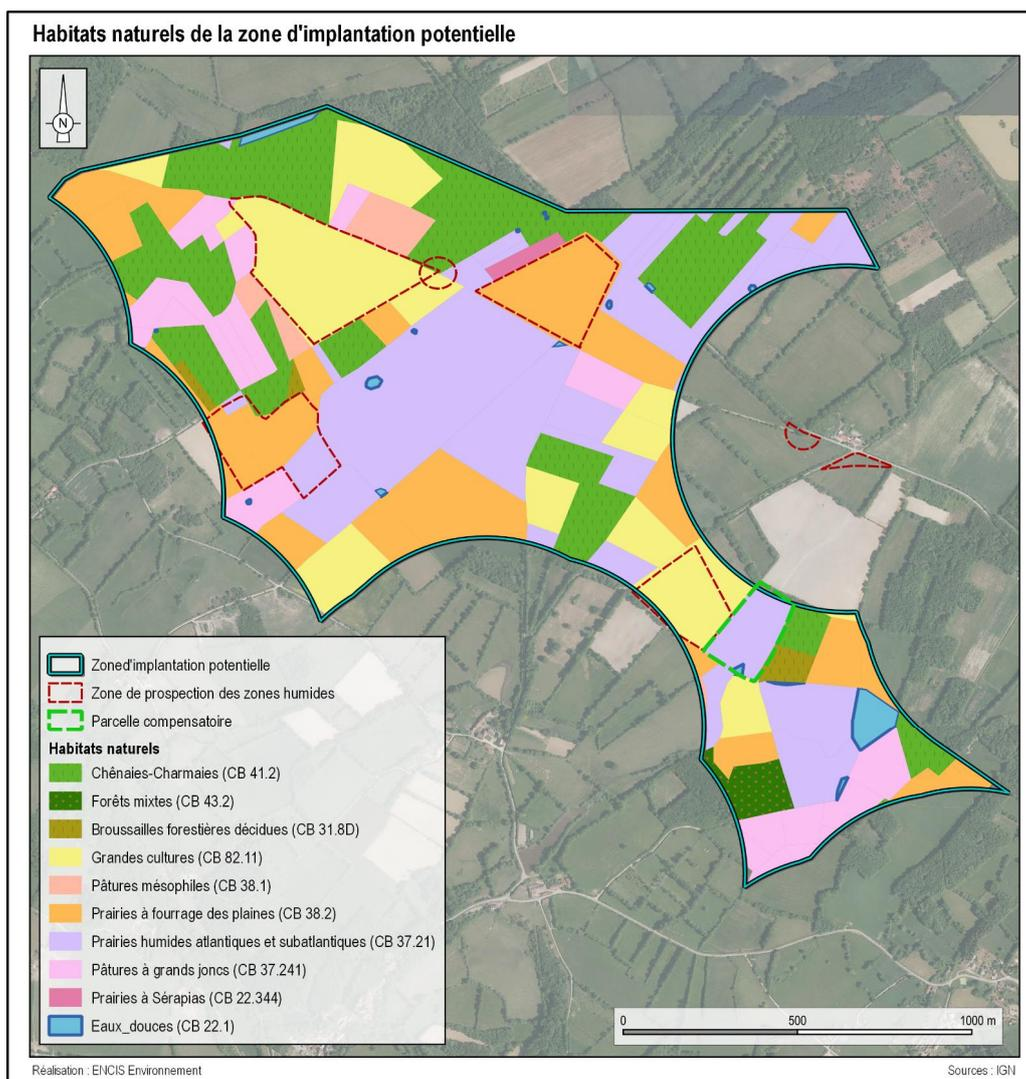 Habitats naturels de la zone d'implantation potentielle
N
Zoned'implantation potentielle
Zone de prospection des zones humides
Parcelle compensatoire
Habitats naturels
Chênaies-Charmaies (CB 41.2)
Forêts mixtes (CB 43.2)
Broussailles forestières décidues (CB 31.8D)
Grandes cultures (CB 82.11)
Pâtures mésophiles (CB 38.1)
Prairies à fourrage des plaines (CB 38.2)
Prairies humides atlantiques et subatlantiques (CB 37.21)
Pâtures à grands joncs (CB 37.241)
Prairies à Sérapias (CB 22.344)
Eaux_douces (CB 22.1)
0 500 1000 m
Réalisation : ENCIS Environnement Sources : IGN